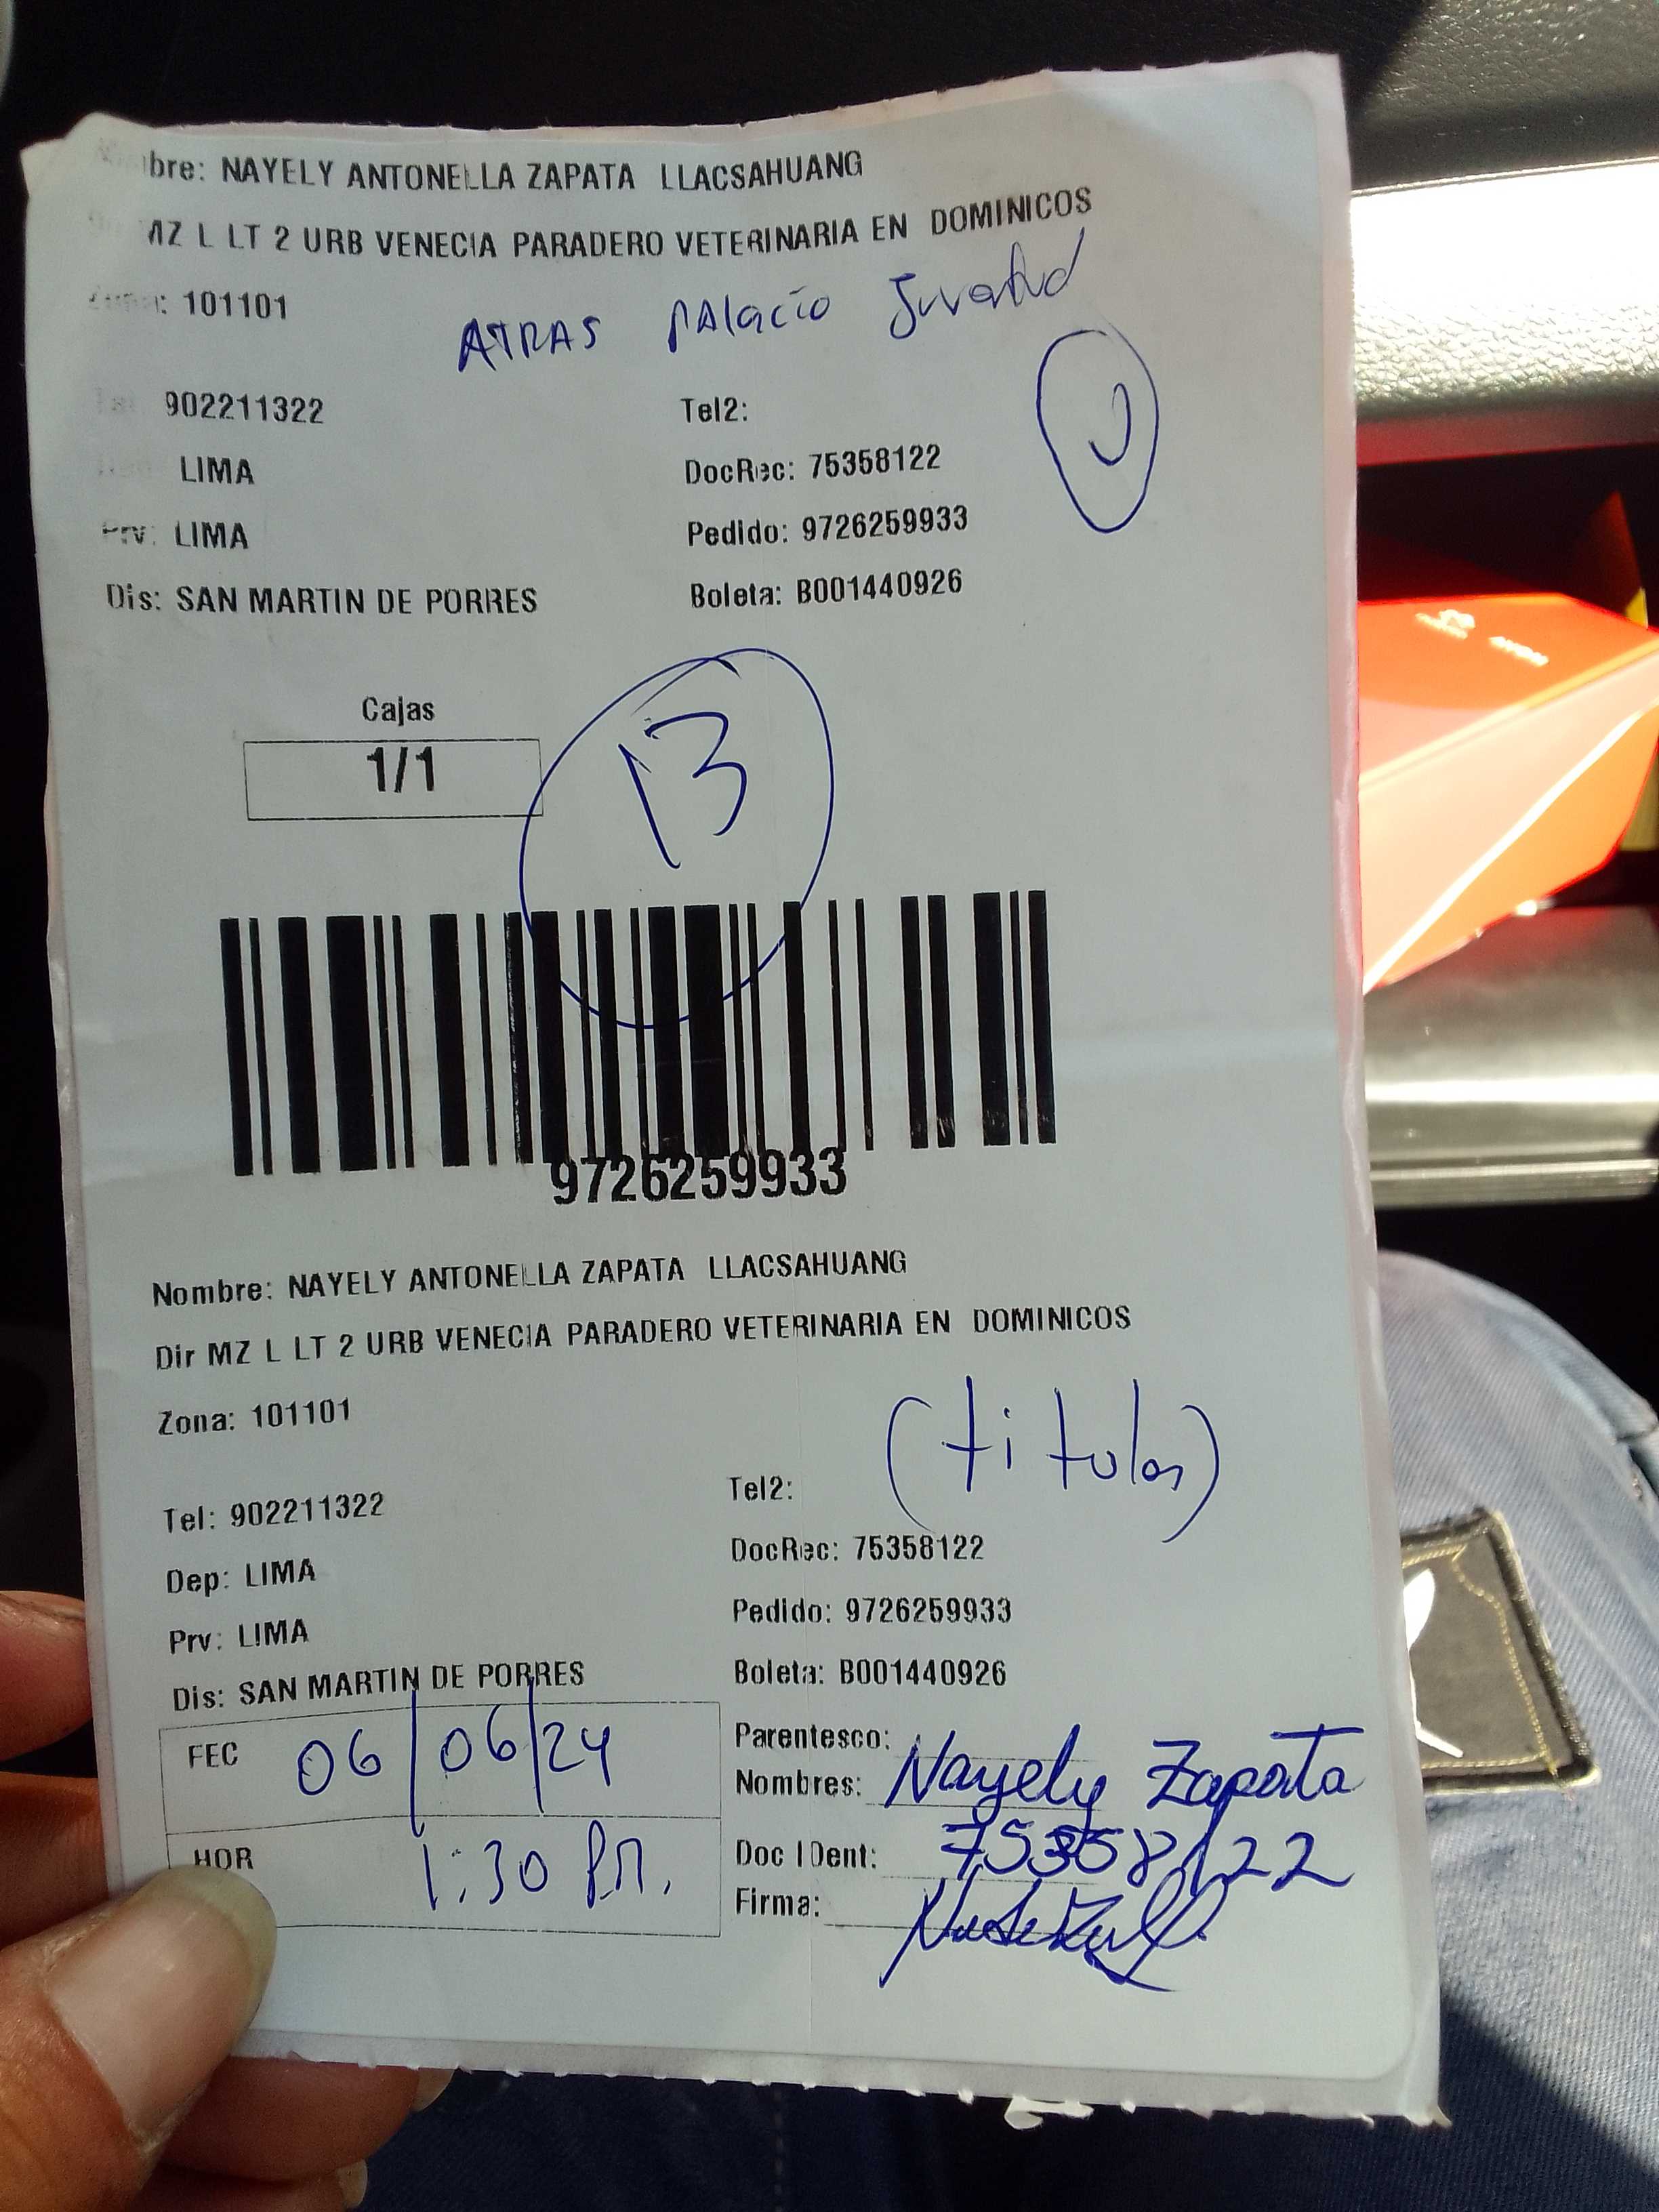 bre: NAYELY ANTONELLA ZAPATA LLACSAHUANG
MZ L LT 2 URB VENECIA PARADERO VETERINARIA EN DOMINICOS
: 101101
ATRAS PAlacio Juventud
902211322 Tel2:
LIMA DocRec: 75358122
Prv: LIMA Pedido: 9726259933
Dis: SAN MARTIN DE PORRES Boleta: B001440926
Cajas
1/1
13
9726259933
Nombre: NAYELY ANTONELLA ZAPATA LLACSAHUANG
Dir MZ L LT 2 URB VENECIA PARADERO VETERINARIA EN DOMINICOS
Zona: 101101
(titular)
Tel: 902211322 Tel2:
Dep: LIMA DocRec: 75358122
Prv: LIMA Pedido: 9726259933
Dis: SAN MARTIN DE PORRES Boleta: B001440926
FEC 06/06/24 Parentesco:
Nombres: Nayely Zapata
HOR 1:30 P.M. Doc IDent: 75358122
Firma: